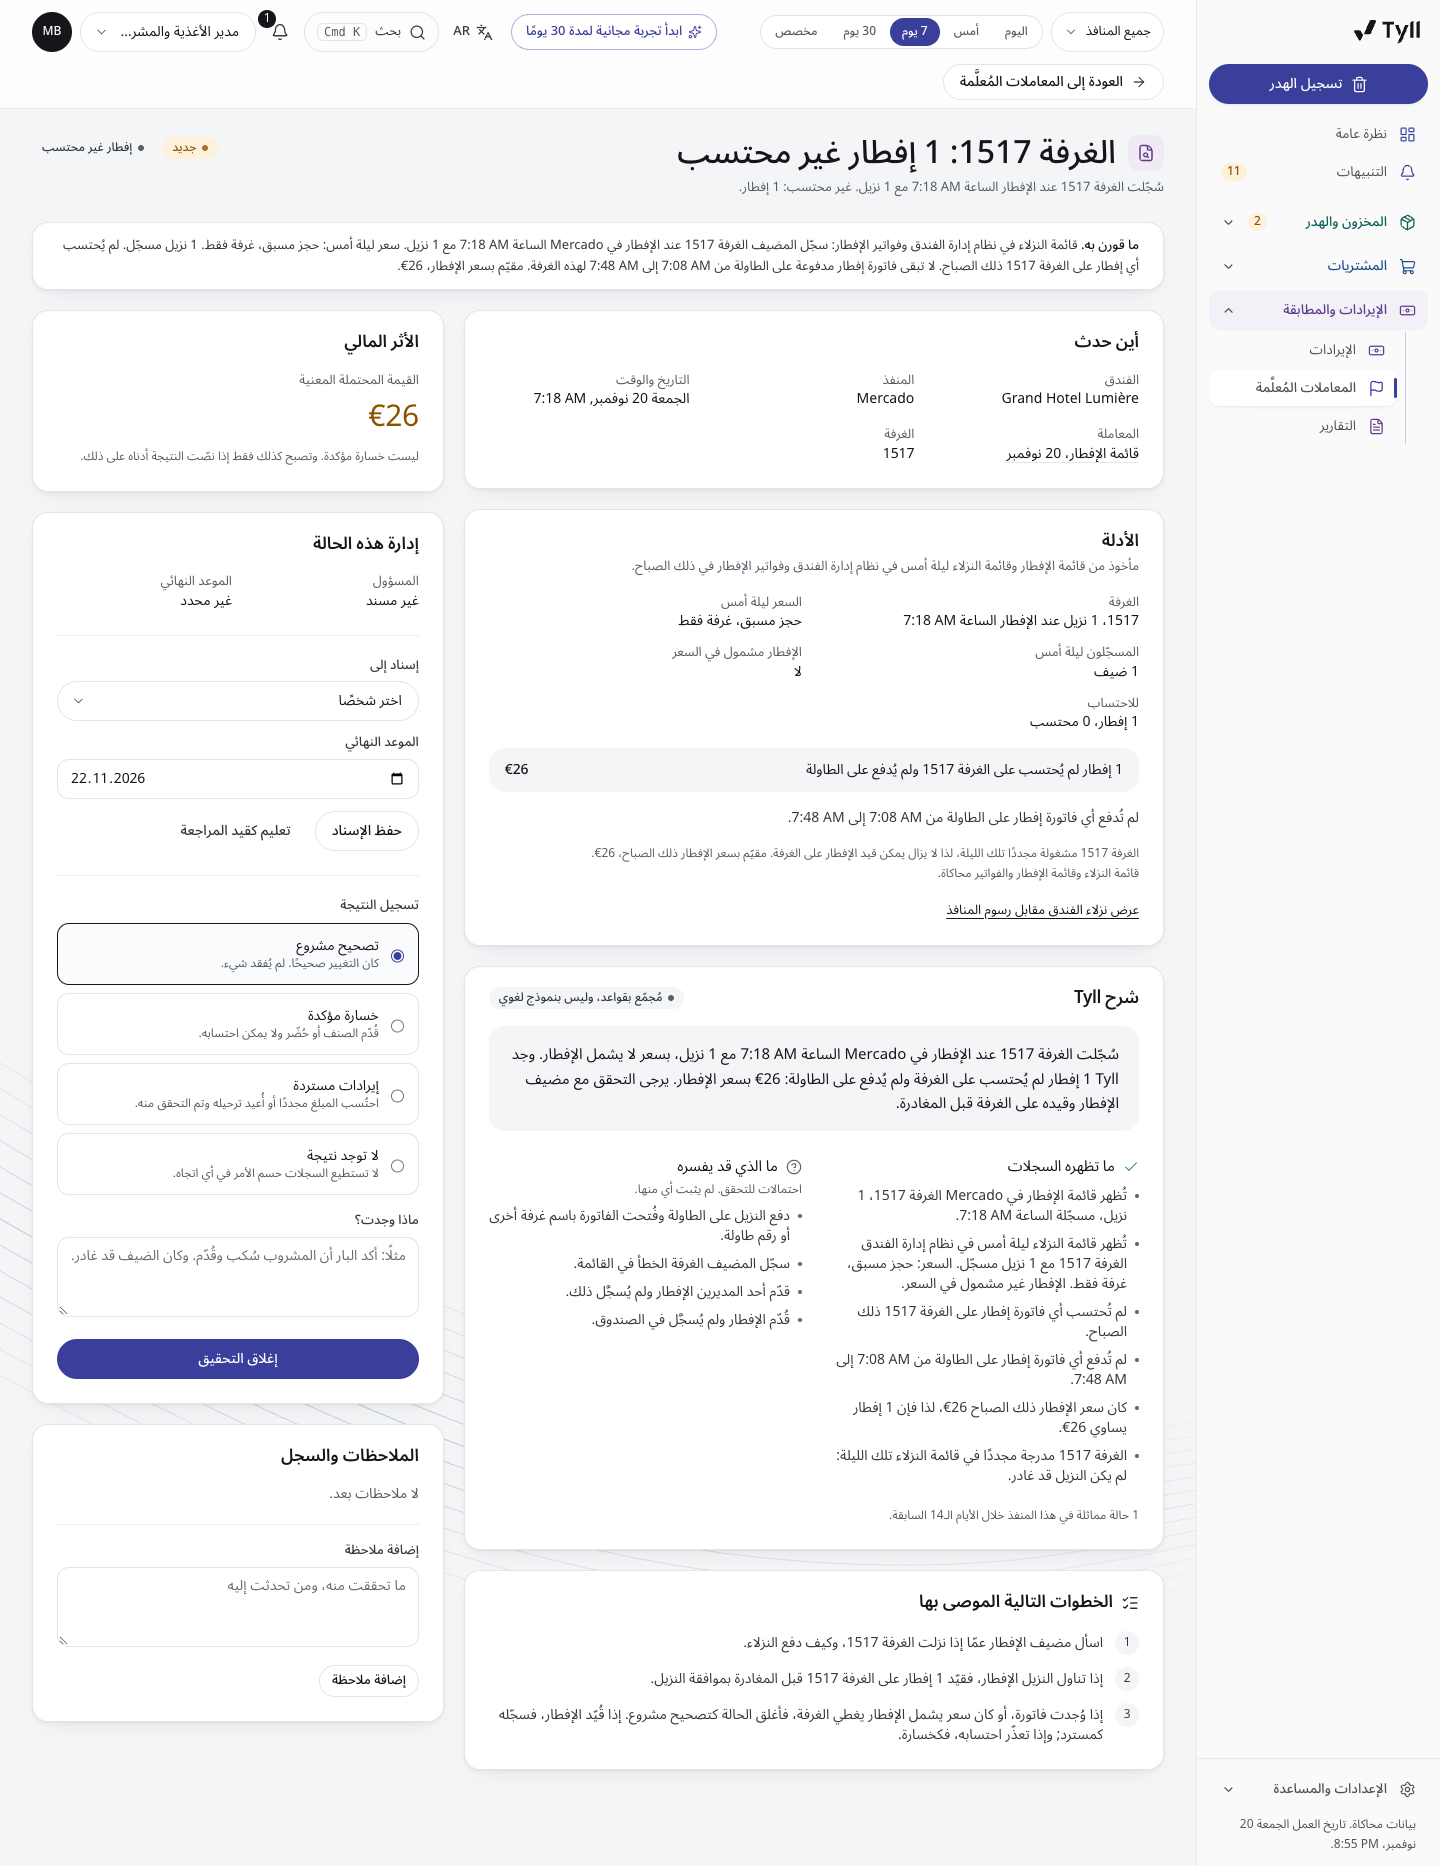 Tyll
تسجيل الهدر
نظرة عامة
التنبيهات
11
المخزون والهدر
2
المشتريات
الإيرادات والمطابقة
الإيرادات
المعاملات المُعلَّمة
التقارير
الإعدادات والمساعدة
بيانات محاكاة. تاريخ العمل الجمعة 20
نوفمبر، 8:55 PM.
جميع المنافذ
اليوم
أمس
7 يوم
30 يوم
مخصص
ابدأ تجربة مجانية لمدة 30 يومًا
AR
بحث
Cmd K
1
مدير الأغذية والمشر...
MB
العودة إلى المعاملات المُعلَّمة
الغرفة 1517: 1 إفطار غير محتسب
جديد
إفطار غير محتسب
سُجّلت الغرفة 1517 عند الإفطار الساعة 7:18 AM مع 1 نزيل. غير محتسب: 1 إفطار.
ما قورن به. قائمة النزلاء في نظام إدارة الفندق وفواتير الإفطار: سجّل المضيف الغرفة 1517 عند الإفطار في Mercado الساعة 7:18 AM مع 1 نزيل. سعر ليلة أمس: حجز مسبق، غرفة فقط. 1 نزيل مسجّل. لم يُحتسب
أي إفطار على الغرفة 1517 ذلك الصباح. لا تبقى فاتورة إفطار مدفوعة على الطاولة من 7:08 AM إلى 7:48 AM لهذه الغرفة. مقيّم بسعر الإفطار، €26.
أين حدث
الفندق
Grand Hotel Lumière
المنفذ
Mercado
التاريخ والوقت
الجمعة 20 نوفمبر, 7:18 AM
المعاملة
قائمة الإفطار، 20 نوفمبر
الغرفة
1517
الأدلة
مأخوذ من قائمة الإفطار وقائمة النزلاء ليلة أمس في نظام إدارة الفندق وفواتير الإفطار في ذلك الصباح.
الغرفة
1517، 1 نزيل عند الإفطار الساعة 7:18 AM
السعر ليلة أمس
حجز مسبق، غرفة فقط
المسجّلون ليلة أمس
1 ضيف
الإفطار مشمول في السعر
لا
للاحتساب
1 إفطار، 0 محتسب
1 إفطار لم يُحتسب على الغرفة 1517 ولم يُدفع على الطاولة
€26
لم تُدفع أي فاتورة إفطار على الطاولة من 7:08 AM إلى 7:48 AM.
الغرفة 1517 مشغولة مجددًا تلك الليلة، لذا لا يزال يمكن قيد الإفطار على الغرفة. مقيّم بسعر الإفطار ذلك الصباح، €26.
قائمة النزلاء وقائمة الإفطار والفواتير محاكاة.
عرض نزلاء الفندق مقابل رسوم المنافذ
شرح Tyll
مُجمّع بقواعد، وليس بنموذج لغوي
سُجّلت الغرفة 1517 عند الإفطار في Mercado الساعة 7:18 AM مع 1 نزيل، بسعر لا يشمل الإفطار. وجد
Tyll 1 إفطار لم يُحتسب على الغرفة ولم يُدفع على الطاولة: €26 بسعر الإفطار. يرجى التحقق مع مضيف
الإفطار وقيده على الغرفة قبل المغادرة.
ما تظهره السجلات
تُظهر قائمة الإفطار في Mercado الغرفة 1517، 1
نزيل، مسجّلة الساعة 7:18 AM.
تُظهر قائمة النزلاء ليلة أمس في نظام إدارة الفندق
الغرفة 1517 مع 1 نزيل مسجّل. السعر: حجز مسبق،
غرفة فقط. الإفطار غير مشمول في السعر.
لم تُحتسب أي فاتورة إفطار على الغرفة 1517 ذلك
الصباح.
لم تُدفع أي فاتورة إفطار على الطاولة من 7:08 AM إلى
7:48 AM.
كان سعر الإفطار ذلك الصباح €26، لذا فإن 1 إفطار
يساوي €26.
الغرفة 1517 مدرجة مجددًا في قائمة النزلاء تلك الليلة:
لم يكن النزيل قد غادر.
ما الذي قد يفسره
احتمالات للتحقق. لم يثبت أي منها.
دفع النزيل على الطاولة وفُتحت الفاتورة باسم غرفة أخرى
أو رقم طاولة.
سجّل المضيف الغرفة الخطأ في القائمة.
قدّم أحد المديرين الإفطار ولم يُسجَّل ذلك.
قُدّم الإفطار ولم يُسجَّل في الصندوق.
1 حالة مماثلة في هذا المنفذ خلال الأيام الـ14 السابقة.
الخطوات التالية الموصى بها
1
اسأل مضيف الإفطار عمّا إذا نزلت الغرفة 1517، وكيف دفع النزلاء.
2
إذا تناول النزيل الإفطار، فقيّد 1 إفطار على الغرفة 1517 قبل المغادرة بموافقة النزيل.
3
إذا وُجدت فاتورة، أو كان سعر يشمل الإفطار يغطي الغرفة، فأغلق الحالة كتصحيح مشروع. إذا قُيّد الإفطار، فسجّله
كمسترد; وإذا تعذّر احتسابه، فكخسارة.
الأثر المالي
القيمة المحتملة المعنية
€26
ليست خسارة مؤكدة. وتصبح كذلك فقط إذا نصّت النتيجة أدناه على ذلك.
إدارة هذه الحالة
المسؤول
غير مسند
الموعد النهائي
غير محدد
إسناد إلى
اختر شخصًا
الموعد النهائي
22.11.2026
حفظ الإسناد
تعليم كقيد المراجعة
تسجيل النتيجة
تصحيح مشروع
كان التغيير صحيحًا. لم يُفقد شيء.
خسارة مؤكدة
قُدّم الصنف أو حُضّر ولا يمكن احتسابه.
إيرادات مستردة
احتُسب المبلغ مجددًا أو أُعيد ترحيله وتم التحقق منه.
لا توجد نتيجة
لا تستطيع السجلات حسم الأمر في أي اتجاه.
ماذا وجدت؟
مثلًا: أكد البار أن المشروب سُكب وقُدّم. وكان الضيف قد غادر.
إغلاق التحقيق
الملاحظات والسجل
لا ملاحظات بعد.
إضافة ملاحظة
ما تحققت منه، ومن تحدثت إليه
إضافة ملاحظة